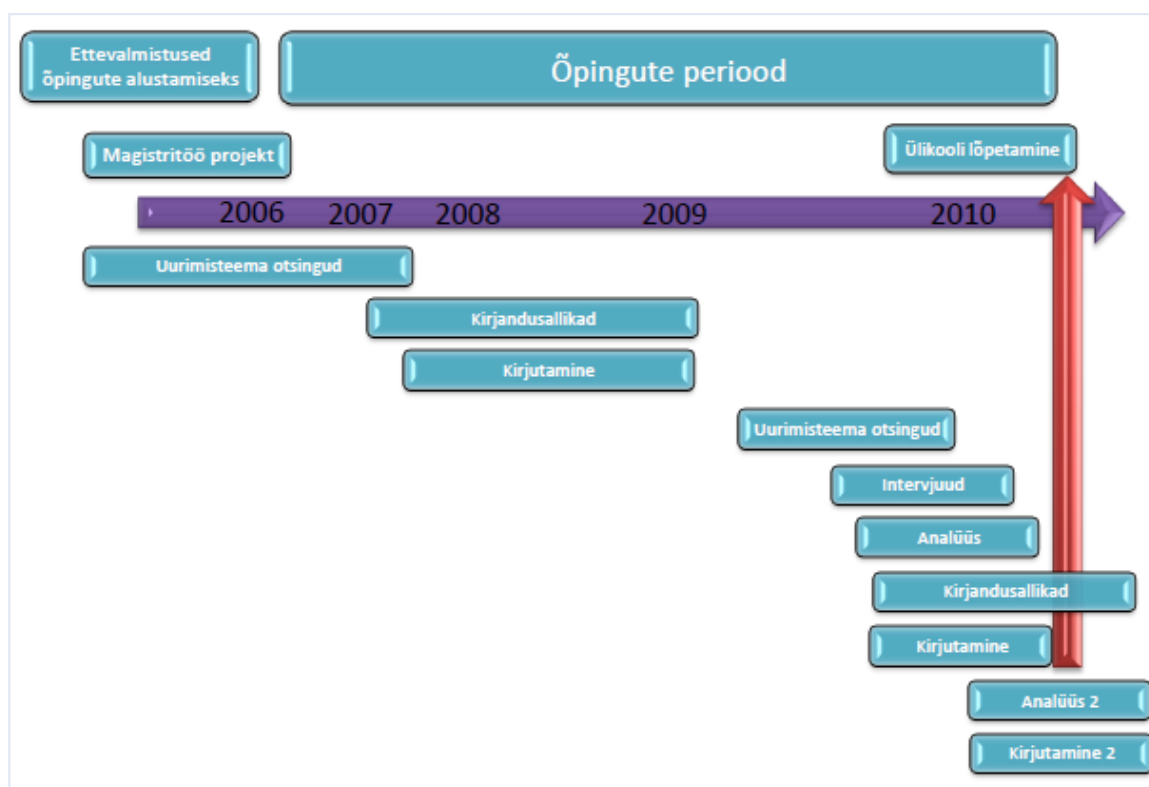 Ettevalmistused
õpingute alustamiseks
Õpingute periood
Magistritöö projekt
Ülikooli lõpetamine
2006 2007 2008 2009 2010
Uurimisteema otsingud
Kirjandusallikad
Kirjutamine
Uurimisteema otsingud
Intervjuud
Analüüs
Kirjandusallikad
Kirjutamine
Analüüs 2
Kirjutamine 2